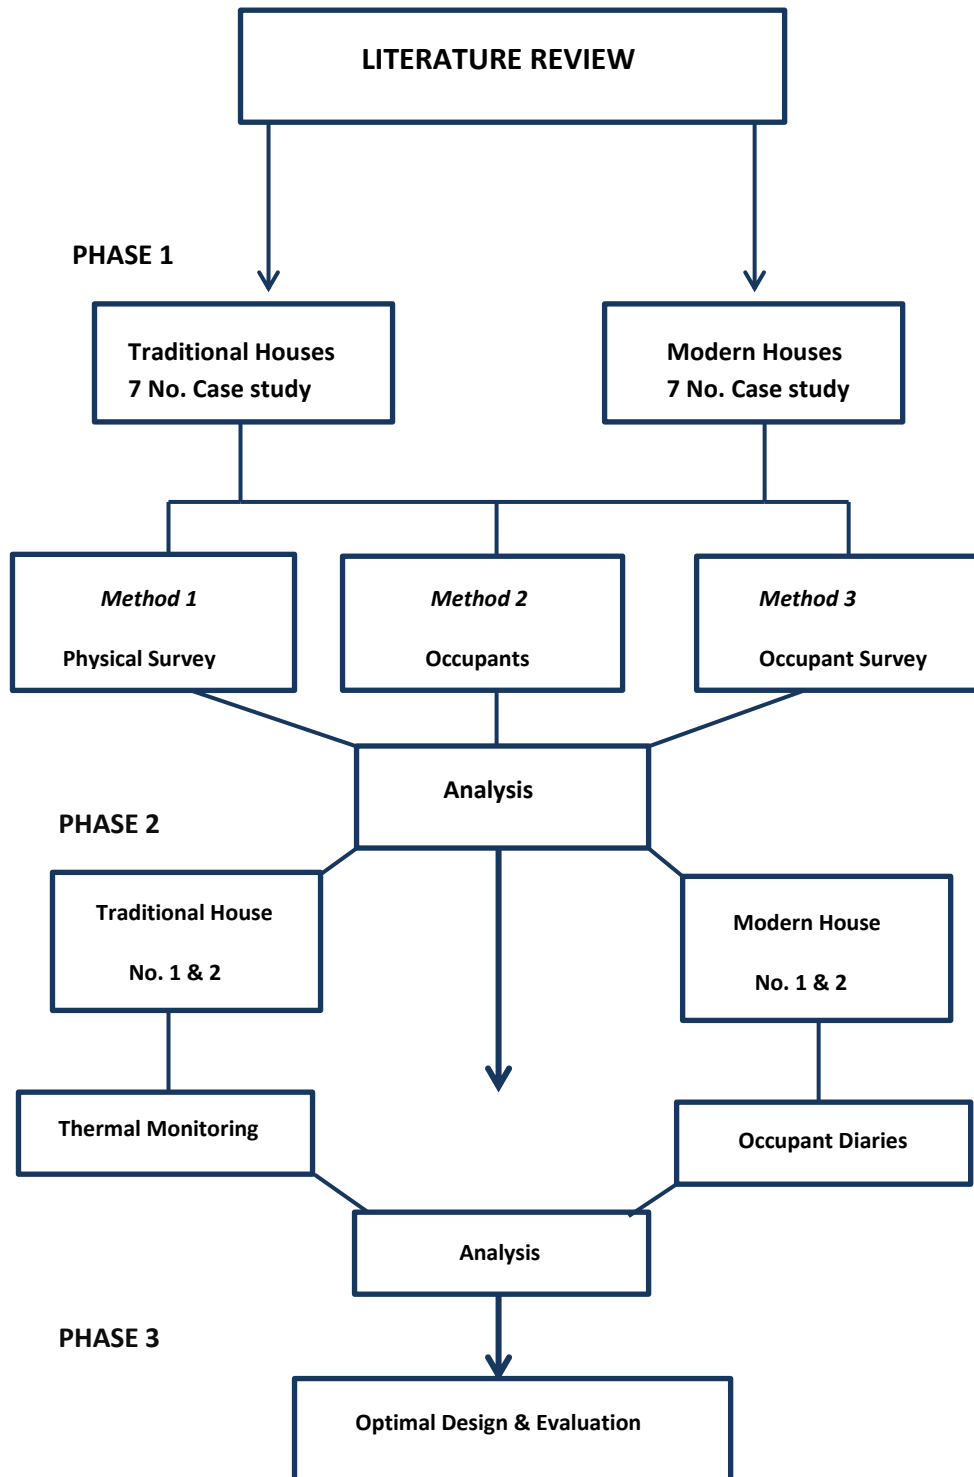 LITERATURE REVIEW
PHASE 1
Traditional Houses
7 No. Case study
Modern Houses
7 No. Case study
Method 1
Physical Survey
Method 2
Occupants
Method 3
Occupant Survey
Analysis
PHASE 2
Traditional House
No. 1 & 2
Modern House
No. 1 & 2
Thermal Monitoring
Occupant Diaries
Analysis
PHASE 3
Optimal Design & Evaluation